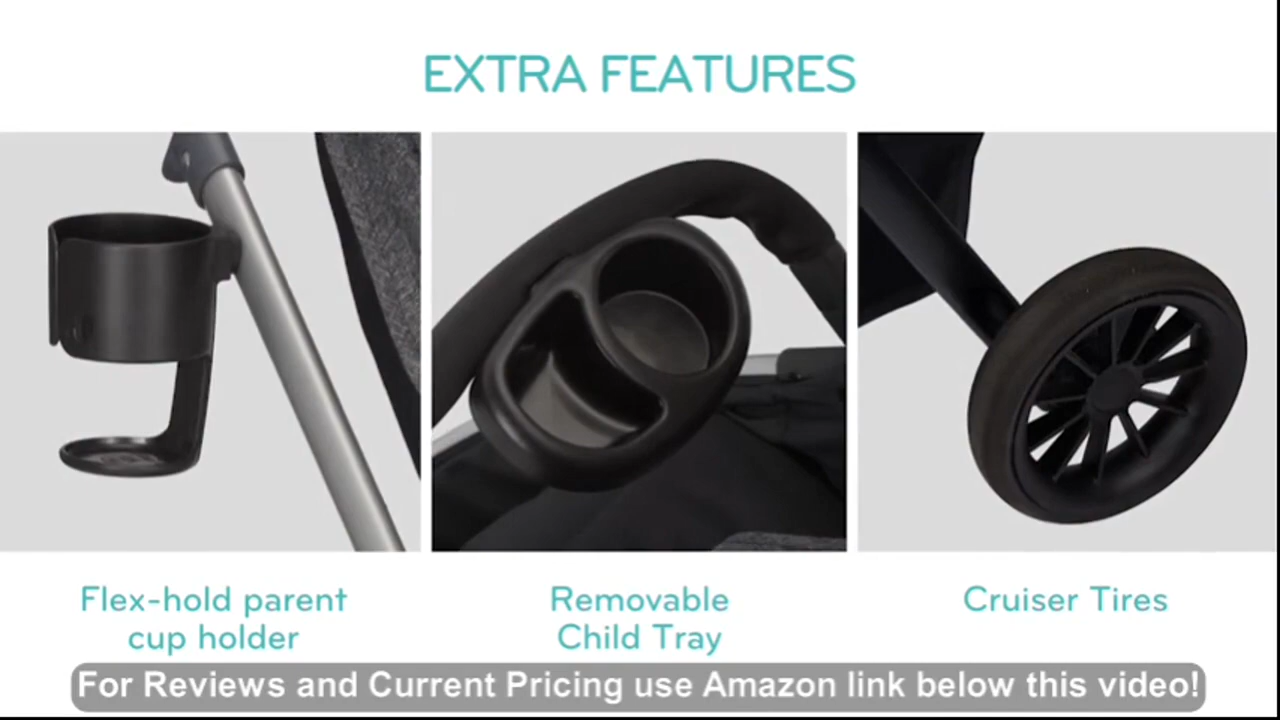 EXTRA FEATURES
Flex-hold parent
cup holder
Removable
Child Tray
Cruiser Tires
For Reviews and Current Pricing use Amazon link below this video!